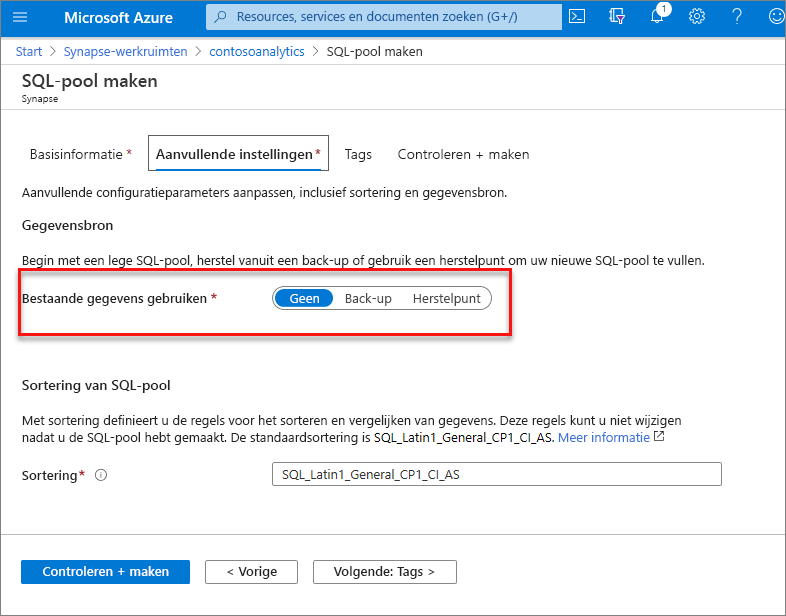 Microsoft Azure
Resources, services en documenten zoeken (G+/)
1
Start > Synapse-werkruimten > contosoanalytics > SQL-pool maken
SQL-pool maken
Synapse
Basisinformatie * Aanvullende instellingen * Tags Controleren + maken
Aanvullende configuratieparameters aanpassen, inclusief sortering en gegevensbron.
Gegevensbron
Begin met een lege SQL-pool, herstel vanuit een back-up of gebruik een herstelpunt om uw nieuwe SQL-pool te vullen.
Bestaande gegevens gebruiken * Geen Back-up Herstelpunt
Sortering van SQL-pool
Met sortering definieert u de regels voor het sorteren en vergelijken van gegevens. Deze regels kunt u niet wijzigen
nadat u de SQL-pool hebt gemaakt. De standaardsortering is SQL_Latin1_General_CP1_CI_AS. Meer informatie
Sortering* SQL_Latin1_General_CP1_CI_AS
Controleren + maken < Vorige Volgende: Tags >